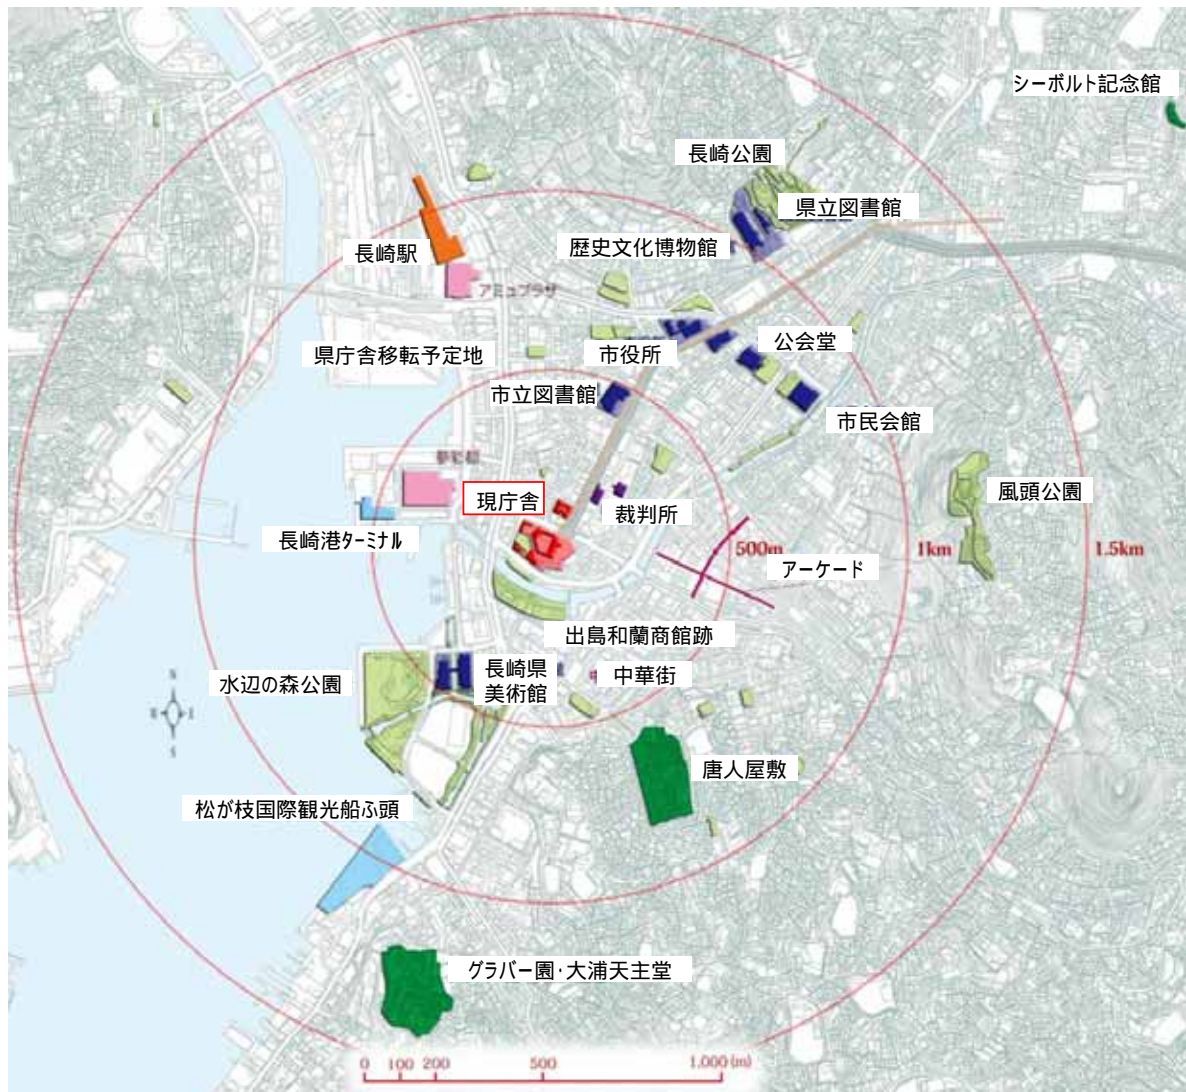 シーボルト記念館
長崎公園
県立図書館
歴史文化博物館
長崎駅
アミュプラザ
県庁舎移転予定地
市役所
公会堂
市立図書館
市民会館
夢彩都
現庁舎
裁判所
風頭公園
長崎港ターミナル
500m
1km
1.5km
アーケード
出島和蘭商館跡
水辺の森公園
長崎県
美術館
中華街
N
S
唐人屋敷
松が枝国際観光船ふ頭
グラバー園・大浦天主堂
0 100 200 500 1,000(m)